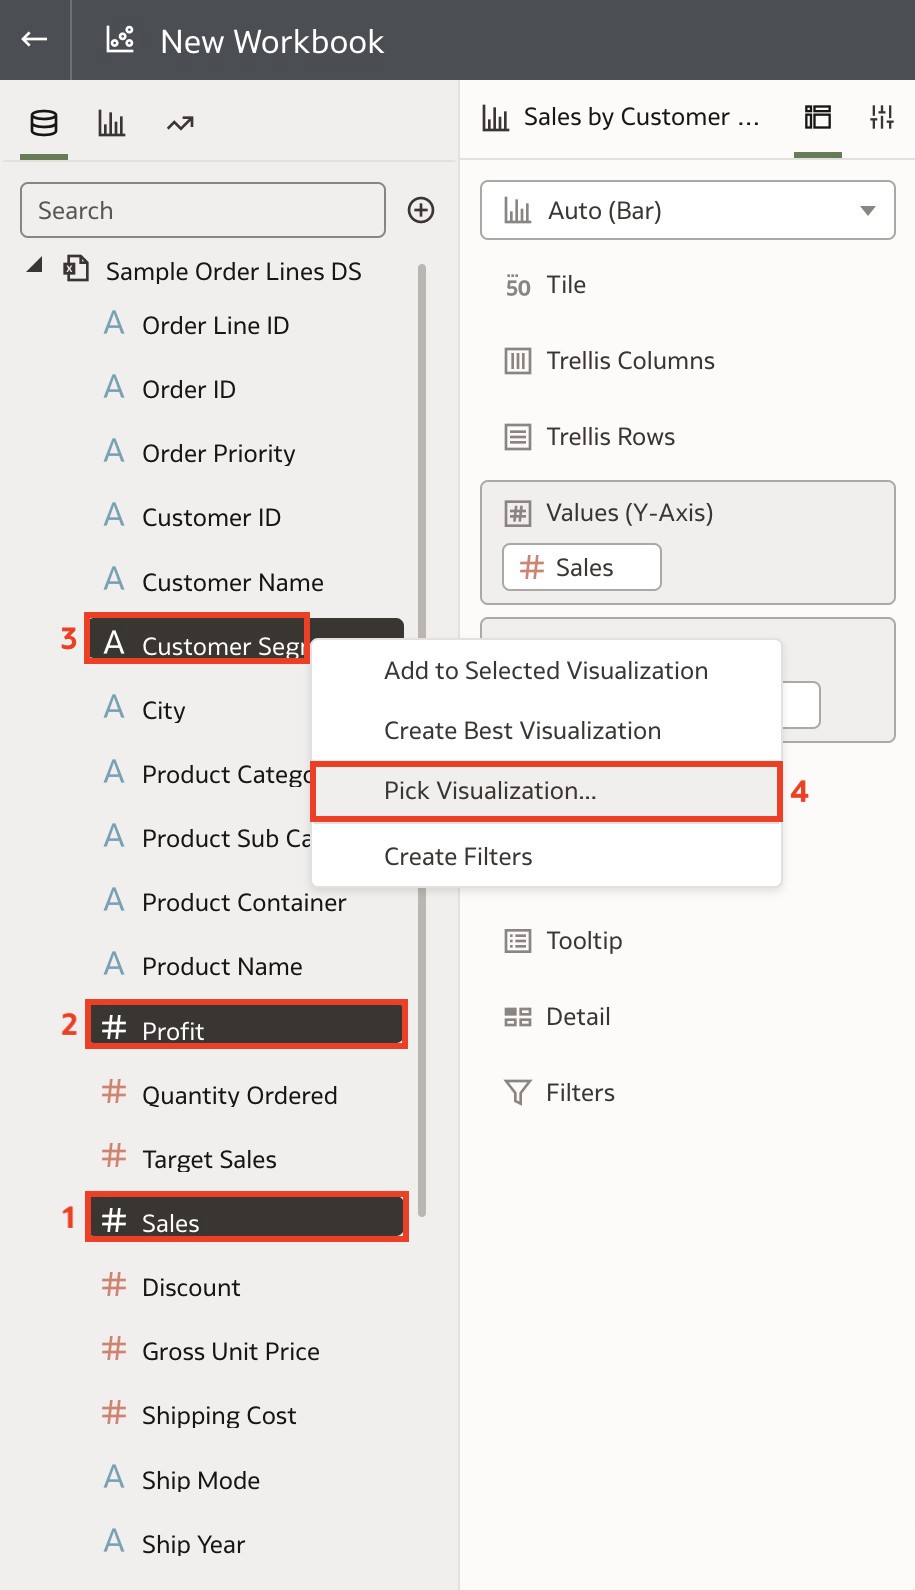 New Workbook
Search
Sample Order Lines DS
A Order Line ID
A Order ID
A Order Priority
A Customer ID
A Customer Name
3 A Customer Seg
A City
A Product Catego
A Product Sub Ca
A Product Container
A Product Name
2 # Profit
# Quantity Ordered
# Target Sales
1 # Sales
# Discount
# Gross Unit Price
# Shipping Cost
A Ship Mode
A Ship Year
Sales by Customer ...
Auto (Bar)
50 Tile
Trellis Columns
Trellis Rows
# Values (Y-Axis)
# Sales
Add to Selected Visualization
Create Best Visualization
Pick Visualization... 4
Create Filters
Tooltip
Detail
Filters